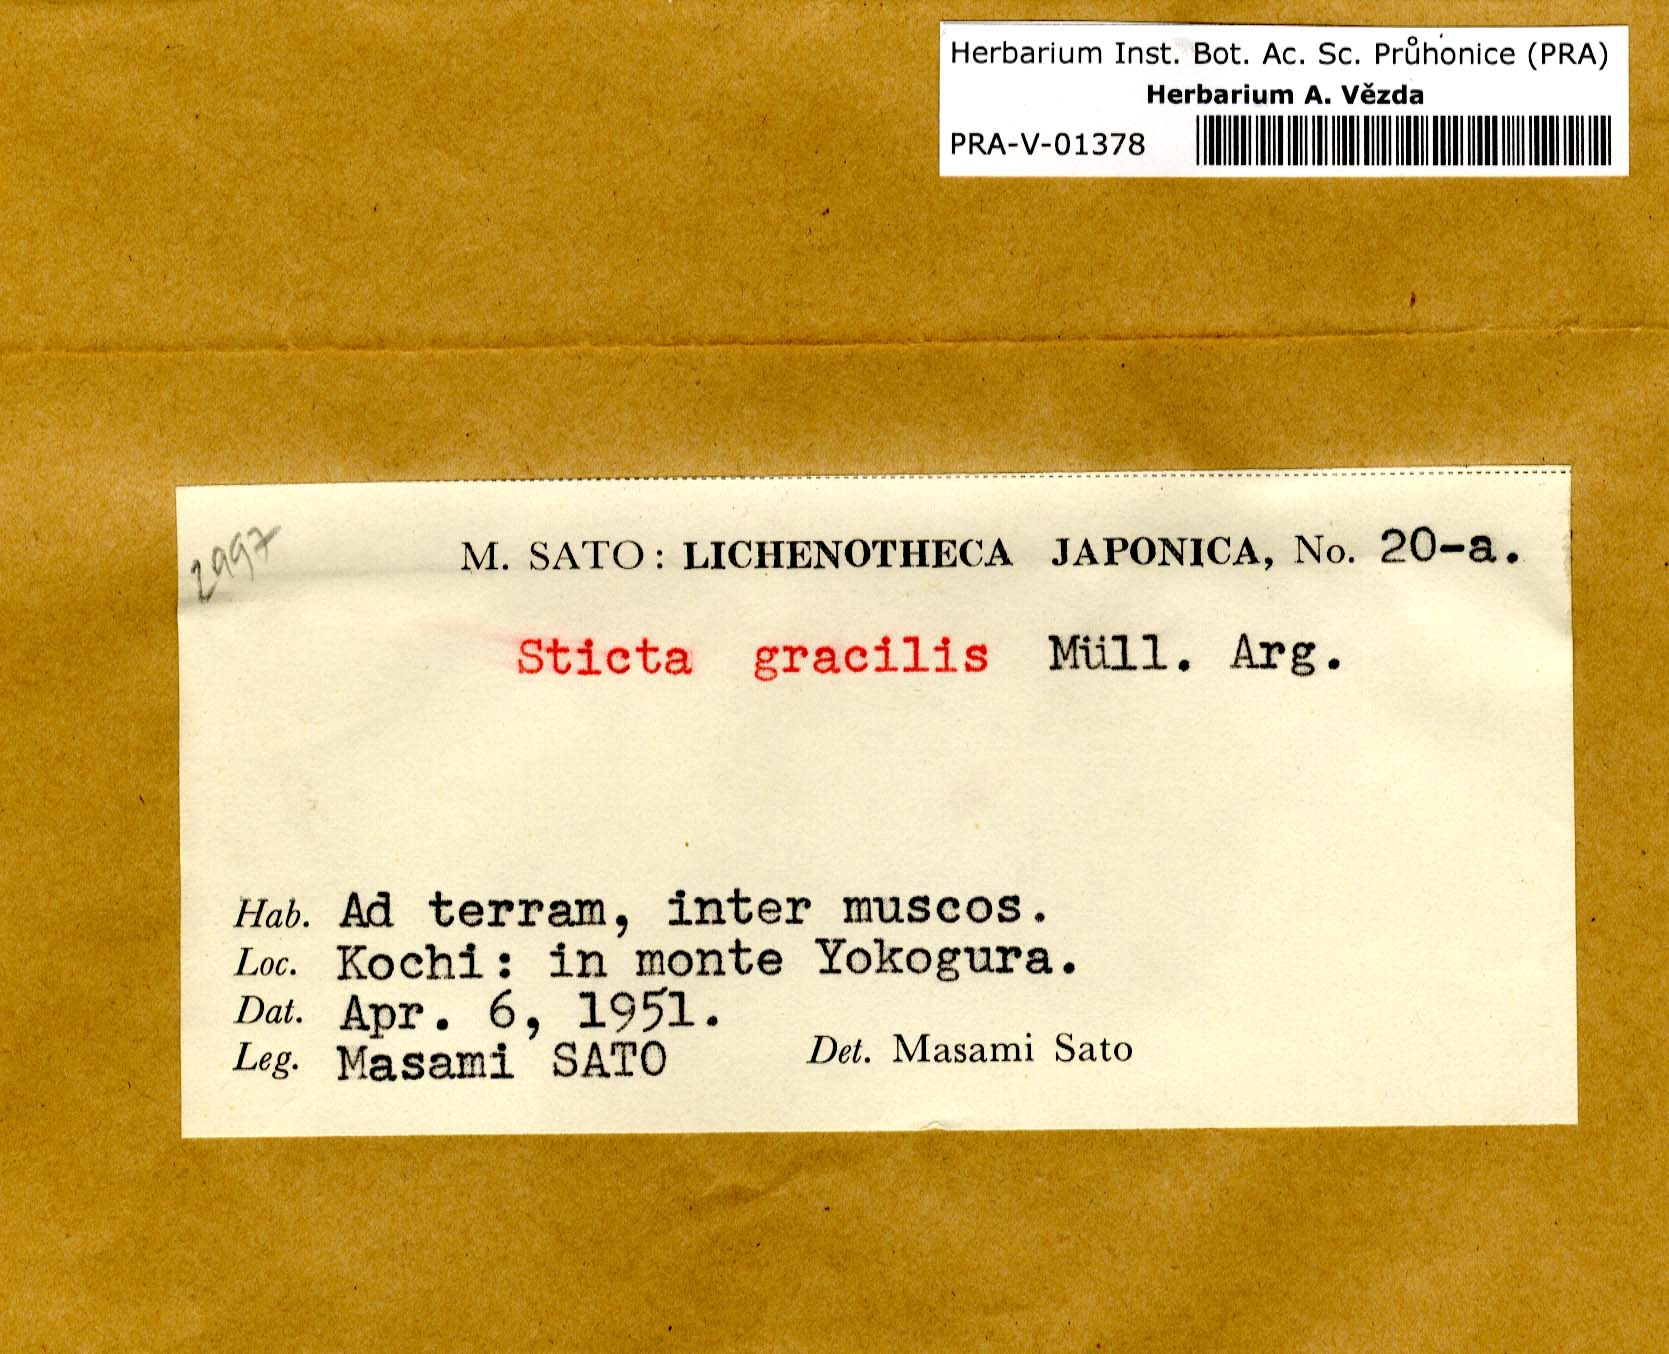 Herbarium Inst. Bot. Ac. Sc. Průhonice (PRA)
Herbarium A. Vězda
PRA-V-01378
2997
M. SATO: LICHENOTHECA JAPONICA, No. 20-a.
Sticta gracilis Müll. Arg.
Hab. Ad terram, inter muscos.
Loc. Kochi: in monte Yokogura.
Dat. Apr. 6, 1951.
Leg. Masami SATO Det. Masami Sato